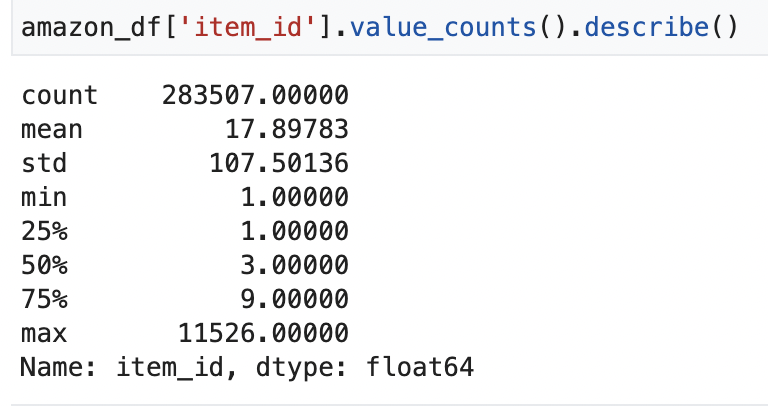 amazon_df['item_id'].value_counts().describe()
count    283507.00000
mean         17.89783
std         107.50136
min           1.00000
25%           1.00000
50%           3.00000
75%           9.00000
max       11526.00000
Name: item_id, dtype: float64